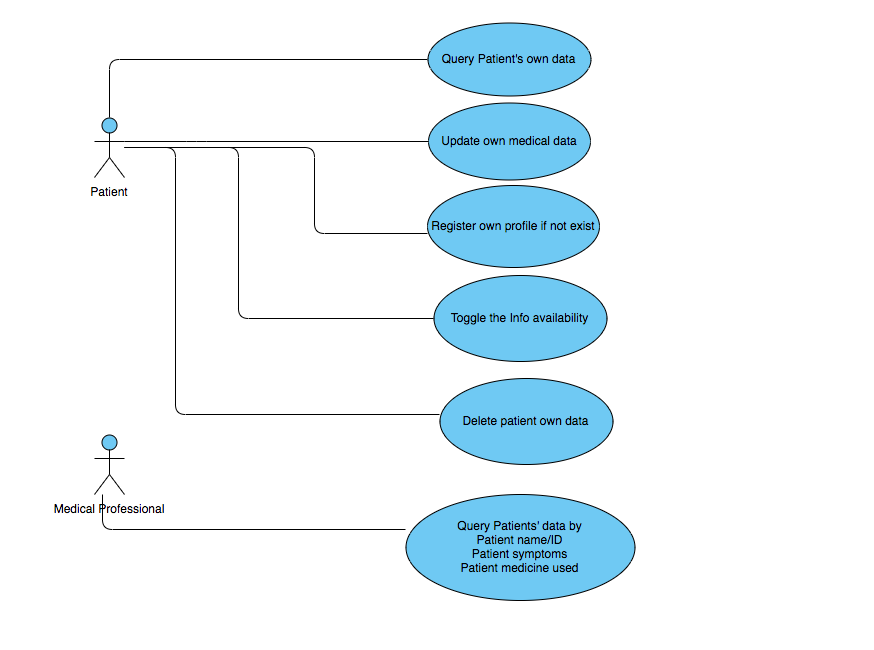 Query Patient's own data
Update own medical data
Patient
Register own profile if not exist
Toggle the Info availability
Delete patient own data
Medical Professional
Query Patients' data by
Patient name/ID
Patient symptoms
Patient medicine used